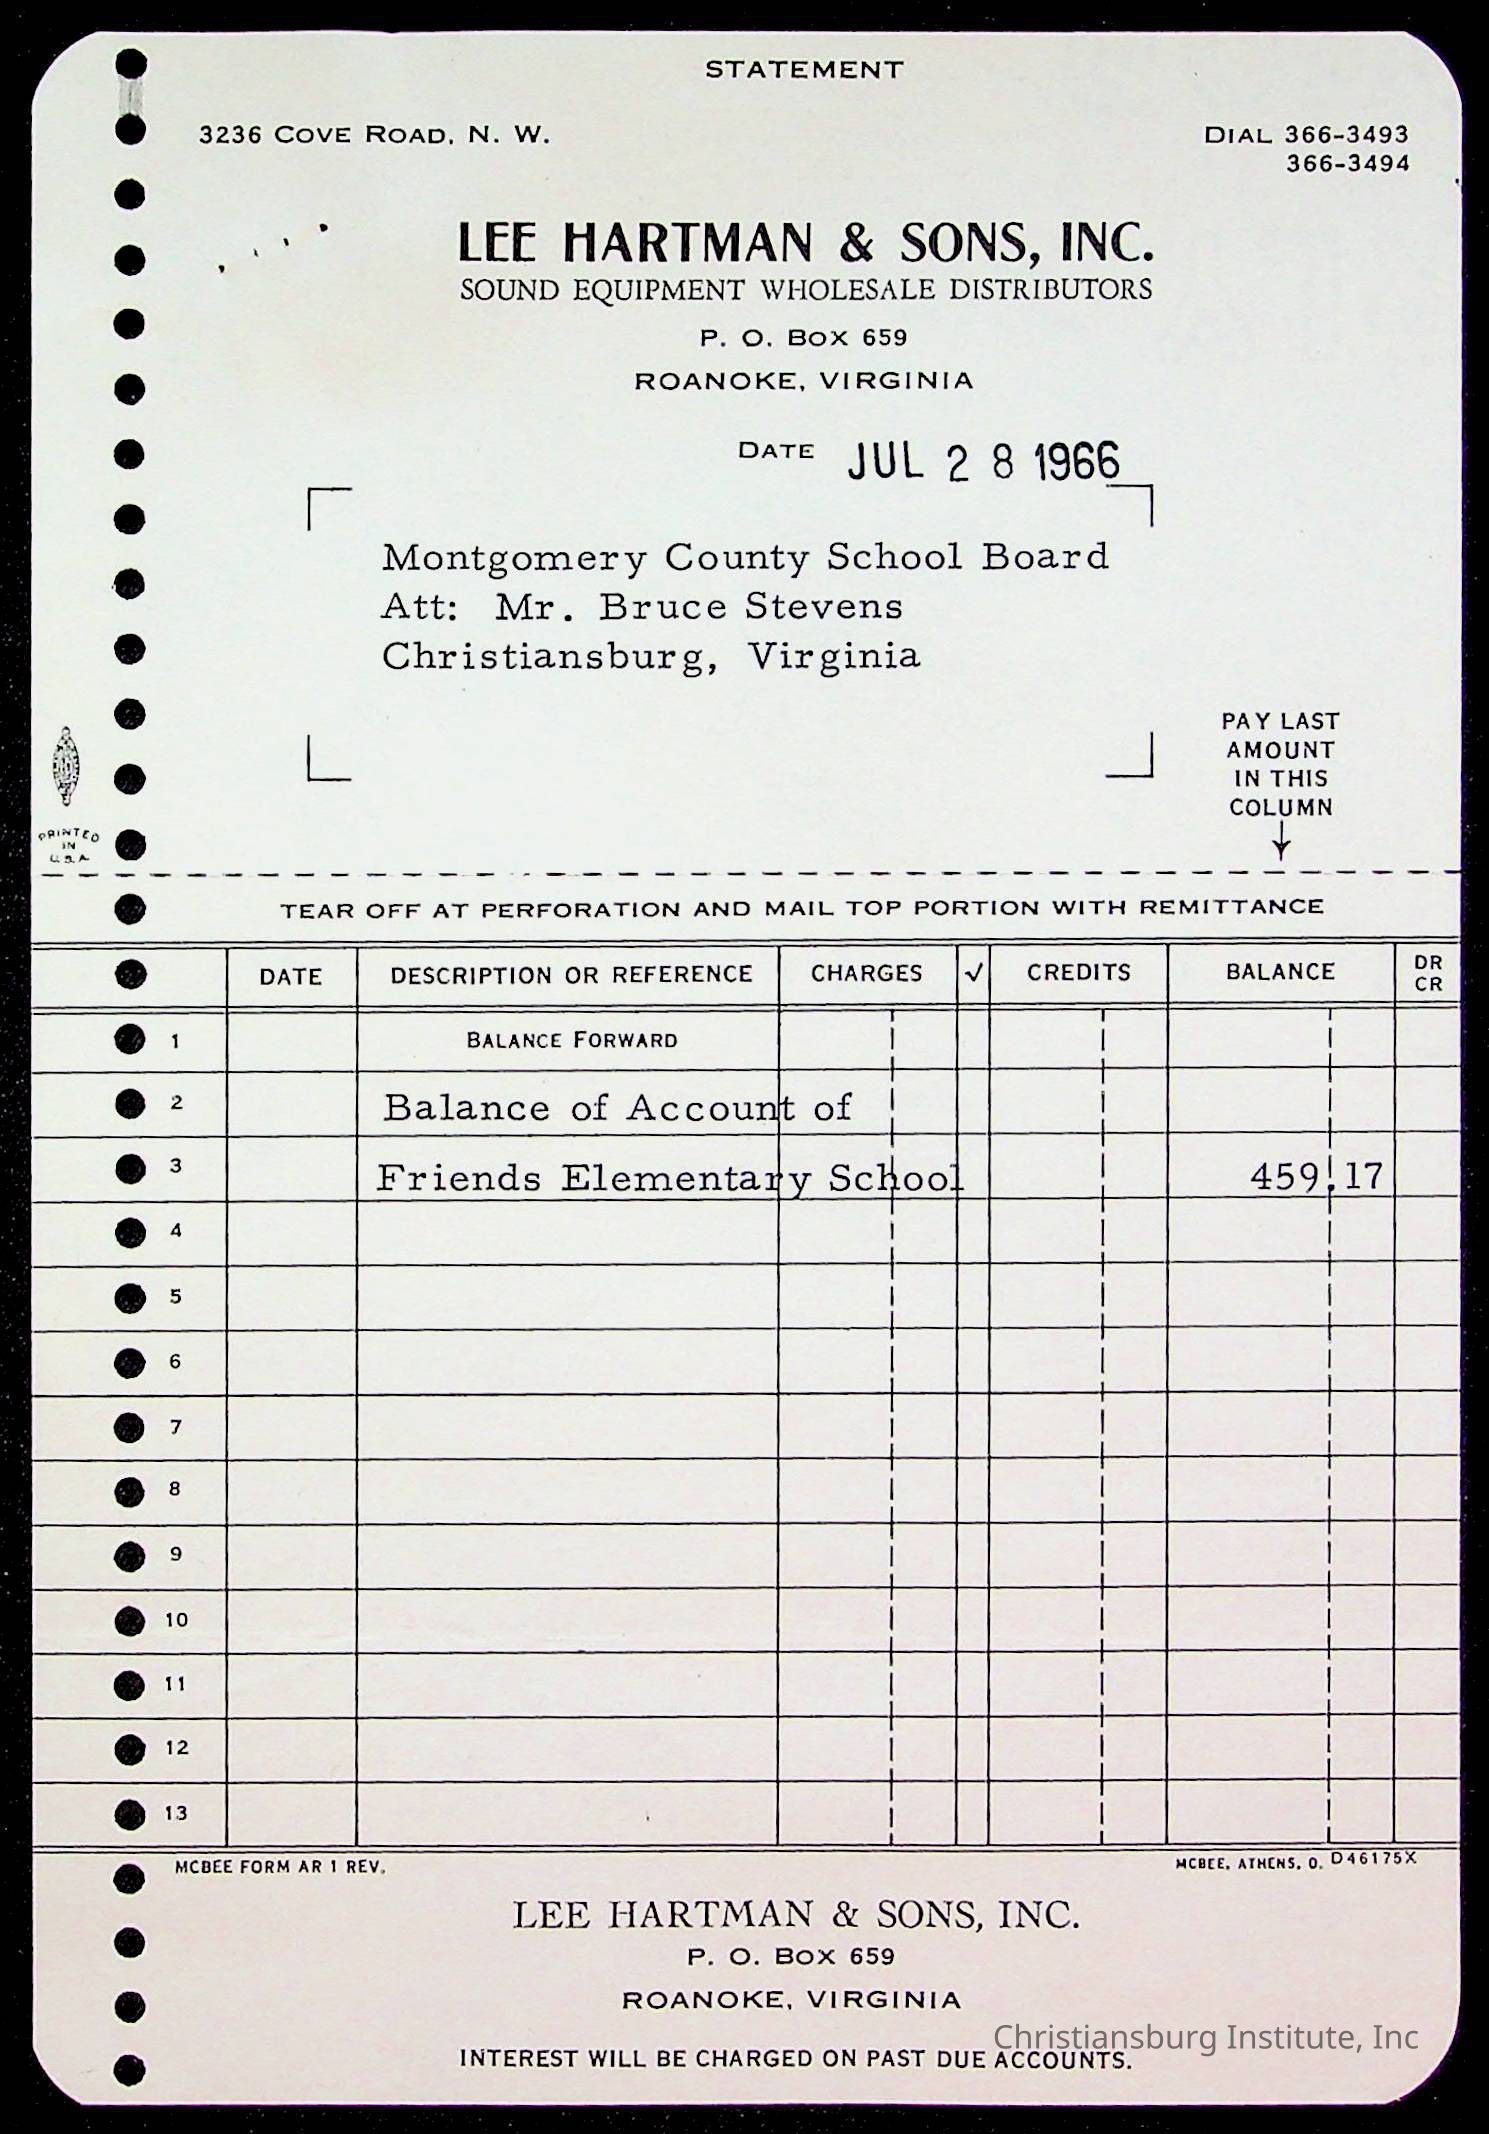 STATEMENT
3236 COVE ROAD, N. W.
DIAL 366-3493
366-3494
LEE HARTMAN & SONS, INC.
SOUND EQUIPMENT WHOLESALE DISTRIBUTORS
P. O. BOX 659
ROANOKE, VIRGINIA
DATE JUL 28 1966
Montgomery County School Board
Att: Mr. Bruce Stevens
Christiansburg, Virginia
PAY LAST
AMOUNT
IN THIS
COLUMN
PRINTED
IN
U.S.A
TEAR OFF AT PERFORATION AND MAIL TOP PORTION WITH REMITTANCE
DATE DESCRIPTION OR REFERENCE CHARGES ✓ CREDITS BALANCE DR CR
1 BALANCE FORWARD
2 Balance of Account of
3 Friends Elementary School 459.17
4
5
6
7
8
9
10
11
12
13
MCBEE FORM AR 1 REV.
MCBEE, ATHENS, O. D46175X
LEE HARTMAN & SONS, INC.
P. O. BOX 659
ROANOKE, VIRGINIA
Christiansburg Institute, Inc
INTEREST WILL BE CHARGED ON PAST DUE ACCOUNTS.